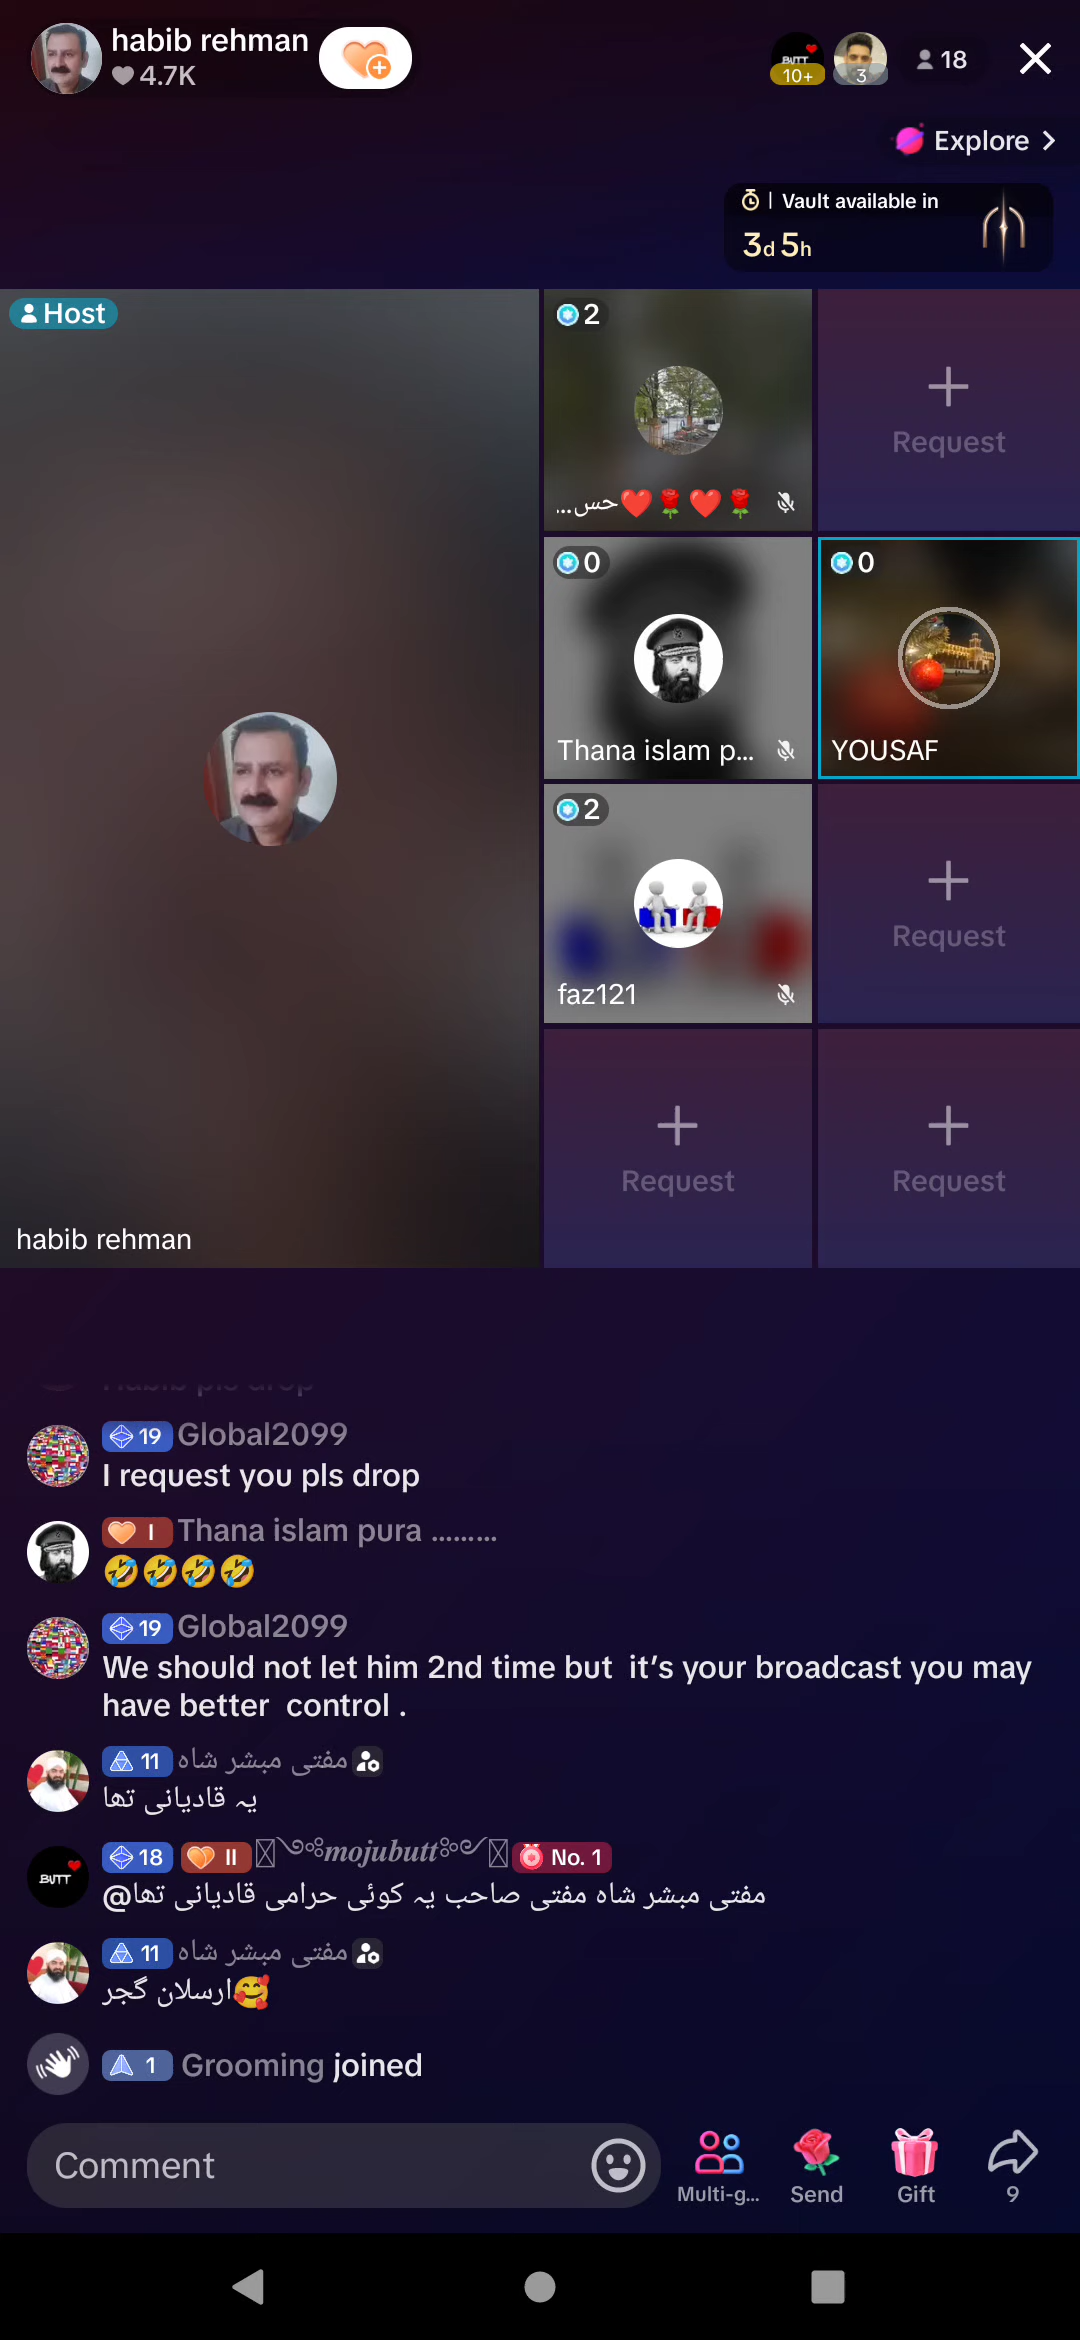 habib rehman
4.7K
10+
3
18
Explore
Vault available in
3d 5h
Host
2
حس...❤️🌹❤️🌹
Request
0
Thana islam p...
0
YOUSAF
2
faz121
Request
Request
Request
habib rehman
19 Global2099
I request you pls drop
I Thana islam pura .........
🤣🤣🤣🤣
19 Global2099
We should not let him 2nd time but it's your broadcast you may
have better control .
11 مفتی مبشر شاہ
یہ قادیانی تھا
18 II mojubutt No. 1
@مفتی مبشر شاہ مفتی صاحب یہ کوئی حرامی قادیانی تھا
11 مفتی مبشر شاہ
🥰ارسلان گجر
1 Grooming joined
Comment
Multi-g...
Send
Gift
9